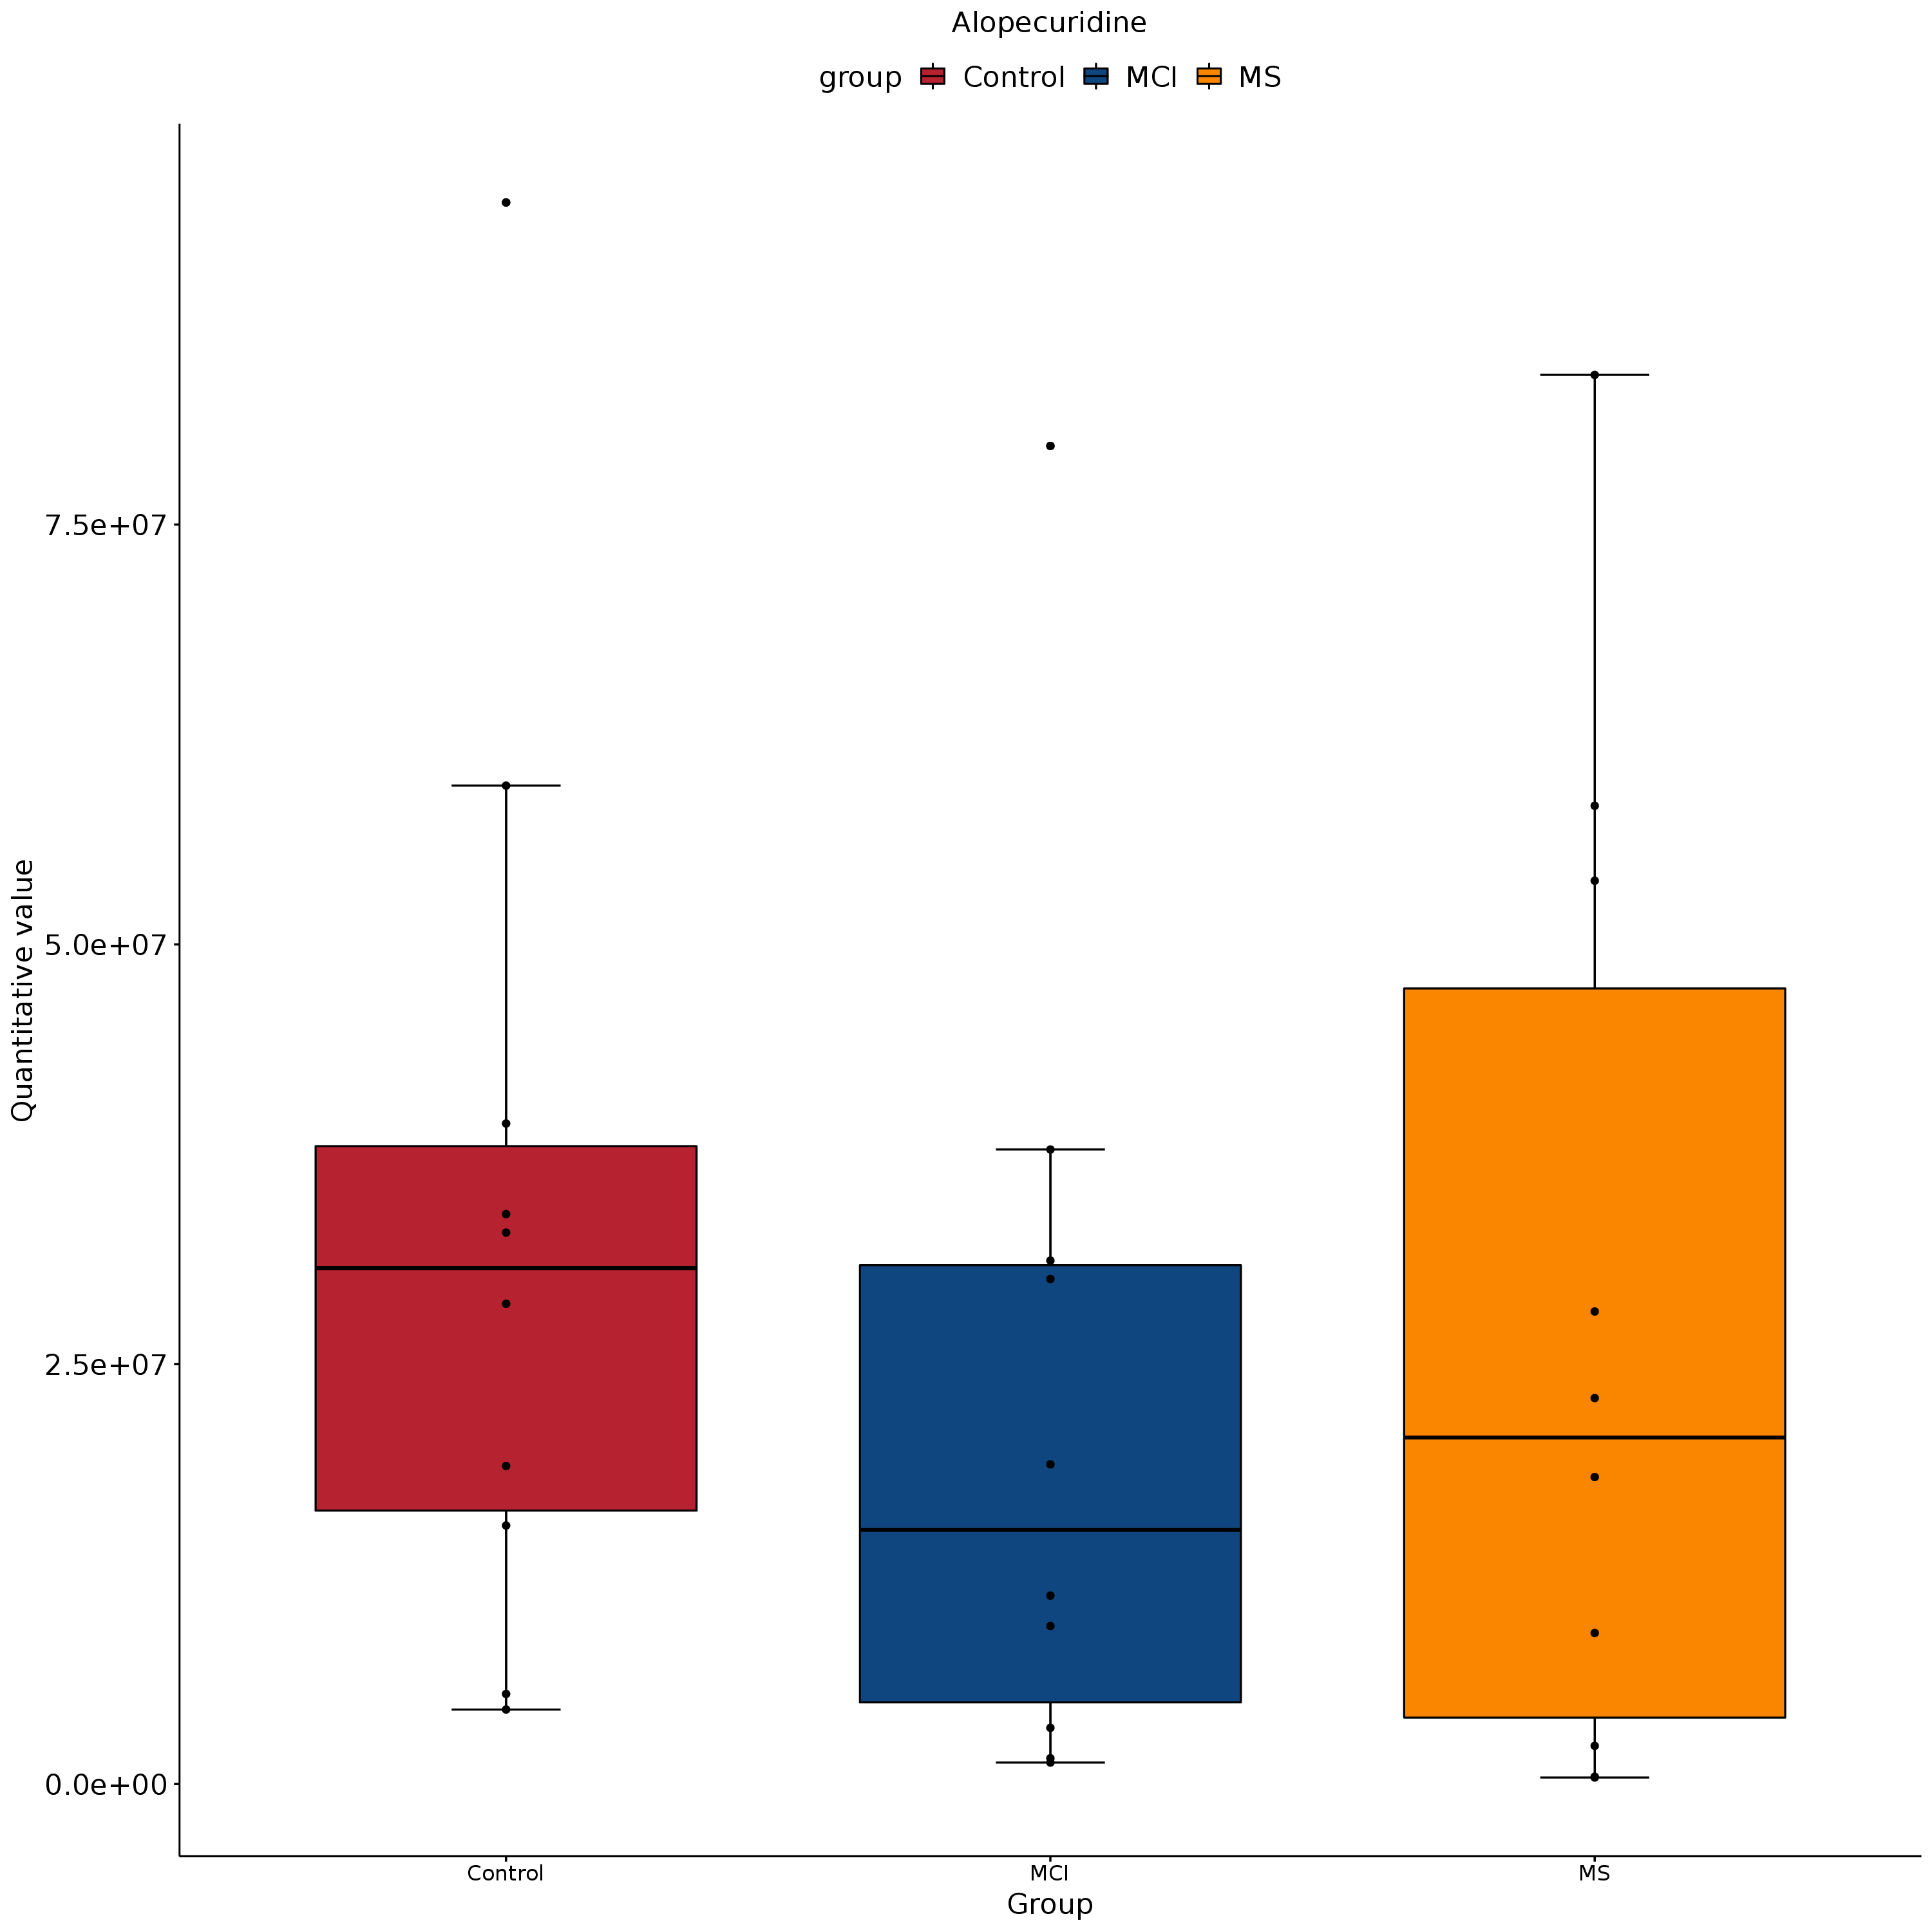 Alopecuridine
group Control MCI MS
Quantitative value
7.5e+07
5.0e+07
2.5e+07
0.0e+00
Control MCI MS
Group